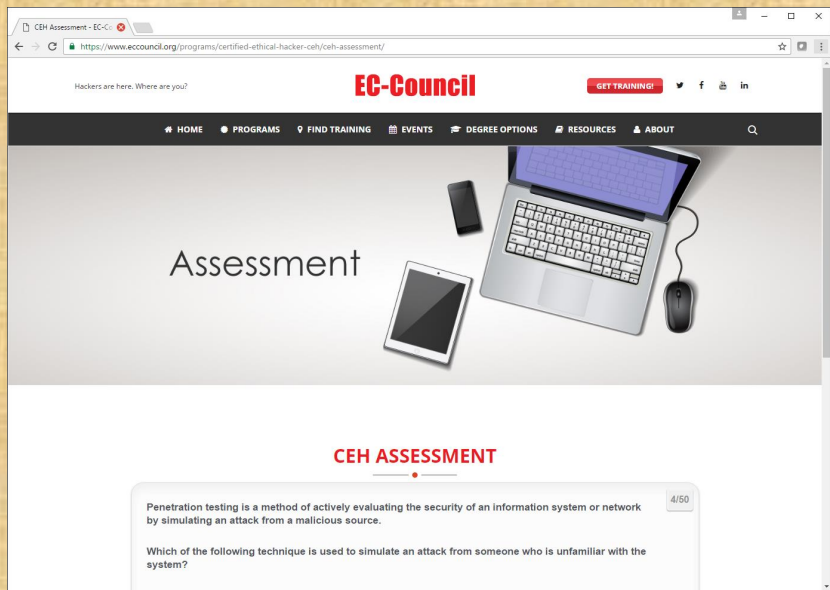 CEH Assessment - EC-Co
https://www.eccouncil.org/programs/certified-ethical-hacker-ceh/ceh-assessment/
Hackers are here. Where are you?
EC-Council
GET TRAINING!
HOME PROGRAMS FIND TRAINING EVENTS DEGREE OPTIONS RESOURCES ABOUT
Assessment
CEH ASSESSMENT
4/50
Penetration testing is a method of actively evaluating the security of an information system or network
by simulating an attack from a malicious source.
Which of the following technique is used to simulate an attack from someone who is unfamiliar with the
system?